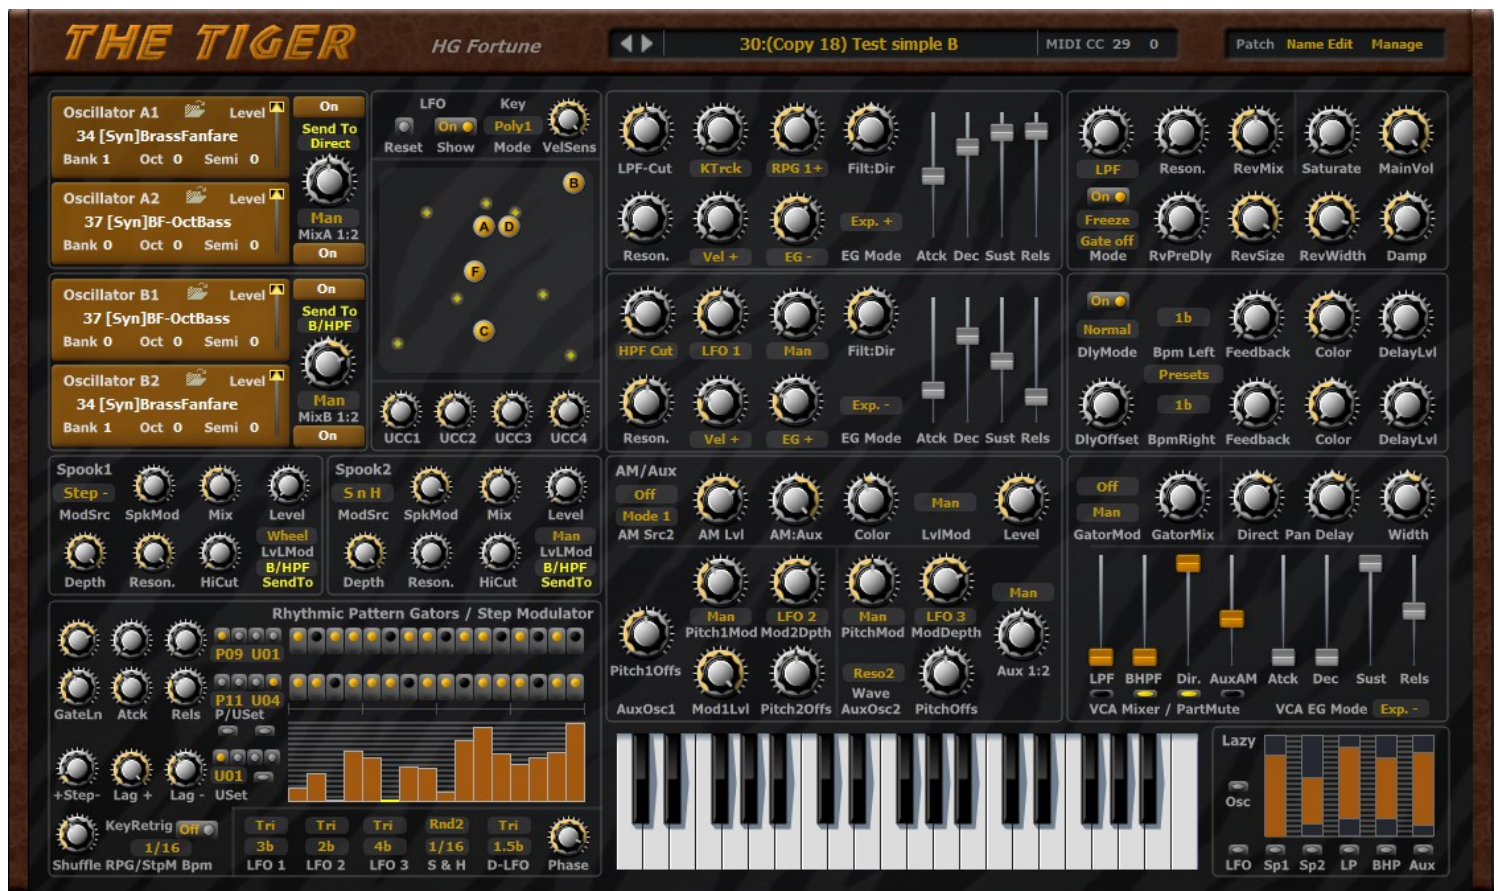 THE TIGER
HG Fortune
30:(Copy 18) Test simple B
MIDI CC 29 0
Patch Name Edit Manage
Oscillator A1 Level
34 [Syn]BrassFanfare
Bank 1 Oct 0 Semi 0
Oscillator A2 Level
37 [Syn]BF-OctBass
Bank 0 Oct 0 Semi 0
On
Send To
Direct
Man
MixA 1:2
On
Oscillator B1 Level
37 [Syn]BF-OctBass
Bank 0 Oct 0 Semi 0
Oscillator B2 Level
34 [Syn]BrassFanfare
Bank 1 Oct 0 Semi 0
On
Send To
B/HPF
Man
MixB 1:2
On
LFO Key
On Poly1
Reset Show Mode VelSens
B
A D
F
C
UCC1 UCC2 UCC3 UCC4
LPF-Cut KTrck RPG 1+ Filt:Dir
Exp. +
Reson. Vel + EG - EG Mode Atck Dec Sust Rels
HPF Cut LFO 1 Man Filt:Dir
Exp. -
Reson. Vel + EG + EG Mode Atck Dec Sust Rels
LPF Reson. RevMix Saturate MainVol
On
Freeze
Gate off
Mode RvPreDly RevSize RevWidth Damp
On
Normal 1b
DlyMode Bpm Left Feedback Color DelayLvl
Presets
1b
DlyOffset BpmRight Feedback Color DelayLvl
Spook1
Step -
ModSrc SpkMod Mix Level
Wheel
LvLMod
B/HPF
Depth Reson. HiCut SendTo
Spook2
S n H
ModSrc SpkMod Mix Level
Man
LvLMod
B/HPF
Depth Reson. HiCut SendTo
AM/Aux
Off
Mode 1 Man
AM Src2 AM Lvl AM:Aux Color LvlMod Level
Man LFO 2 Man LFO 3 Man
Pitch1Mod Mod2Dpth PitchMod ModDepth
Pitch1Offs Reso2 Aux 1:2
Wave
AuxOsc1 Mod1Lvl Pitch2Offs AuxOsc2 PitchOffs
Off
Man
GatorMod GatorMix Direct Pan Delay Width
LPF BHPF Dir. AuxAM Atck Dec Sust Rels
VCA Mixer / PartMute VCA EG Mode Exp. -
Rhythmic Pattern Gators / Step Modulator
P09 U01
P11 U04
GateLn Atck Rels P/USet
U01
+Step- Lag + Lag - USet
KeyRetrig Off
1/16
Shuffle RPG/StpM Bpm
Tri Tri Tri Rnd2 Tri
3b 2b 4b 1/16 1.5b
LFO 1 LFO 2 LFO 3 S & H D-LFO Phase
Lazy
Osc
LFO Sp1 Sp2 LP BHP Aux